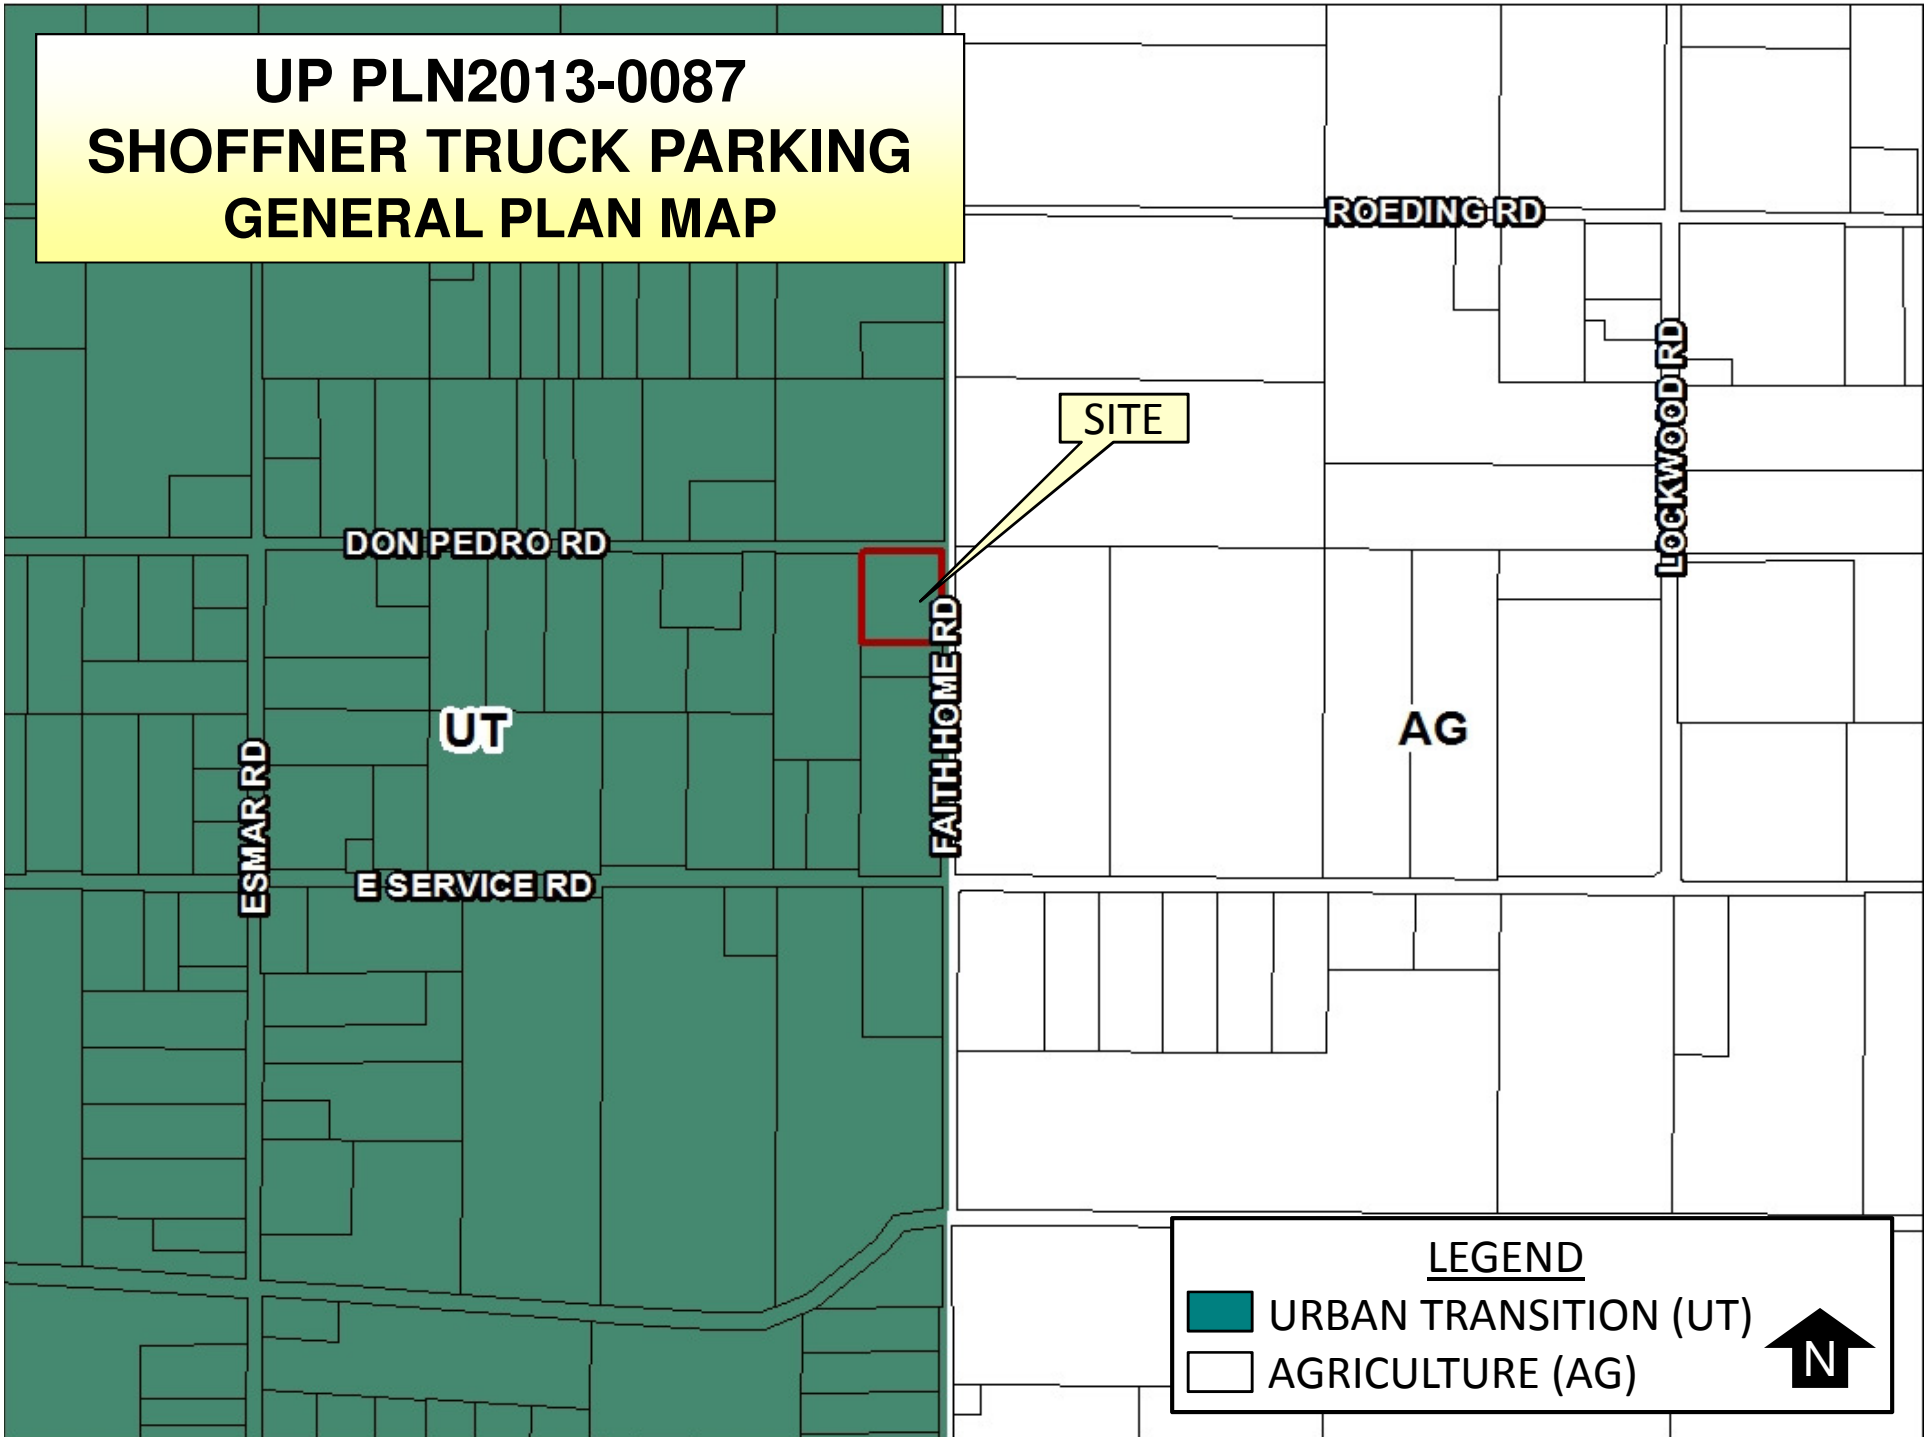 UP PLN2013-0087
SHOFFNER TRUCK PARKING
GENERAL PLAN MAP
ROEDING RD
LOCKWOOD RD
SITE
DON PEDRO RD
FAITH HOME RD
UT
AG
ESMAR RD
E SERVICE RD
LEGEND
URBAN TRANSITION (UT)
AGRICULTURE (AG)
N